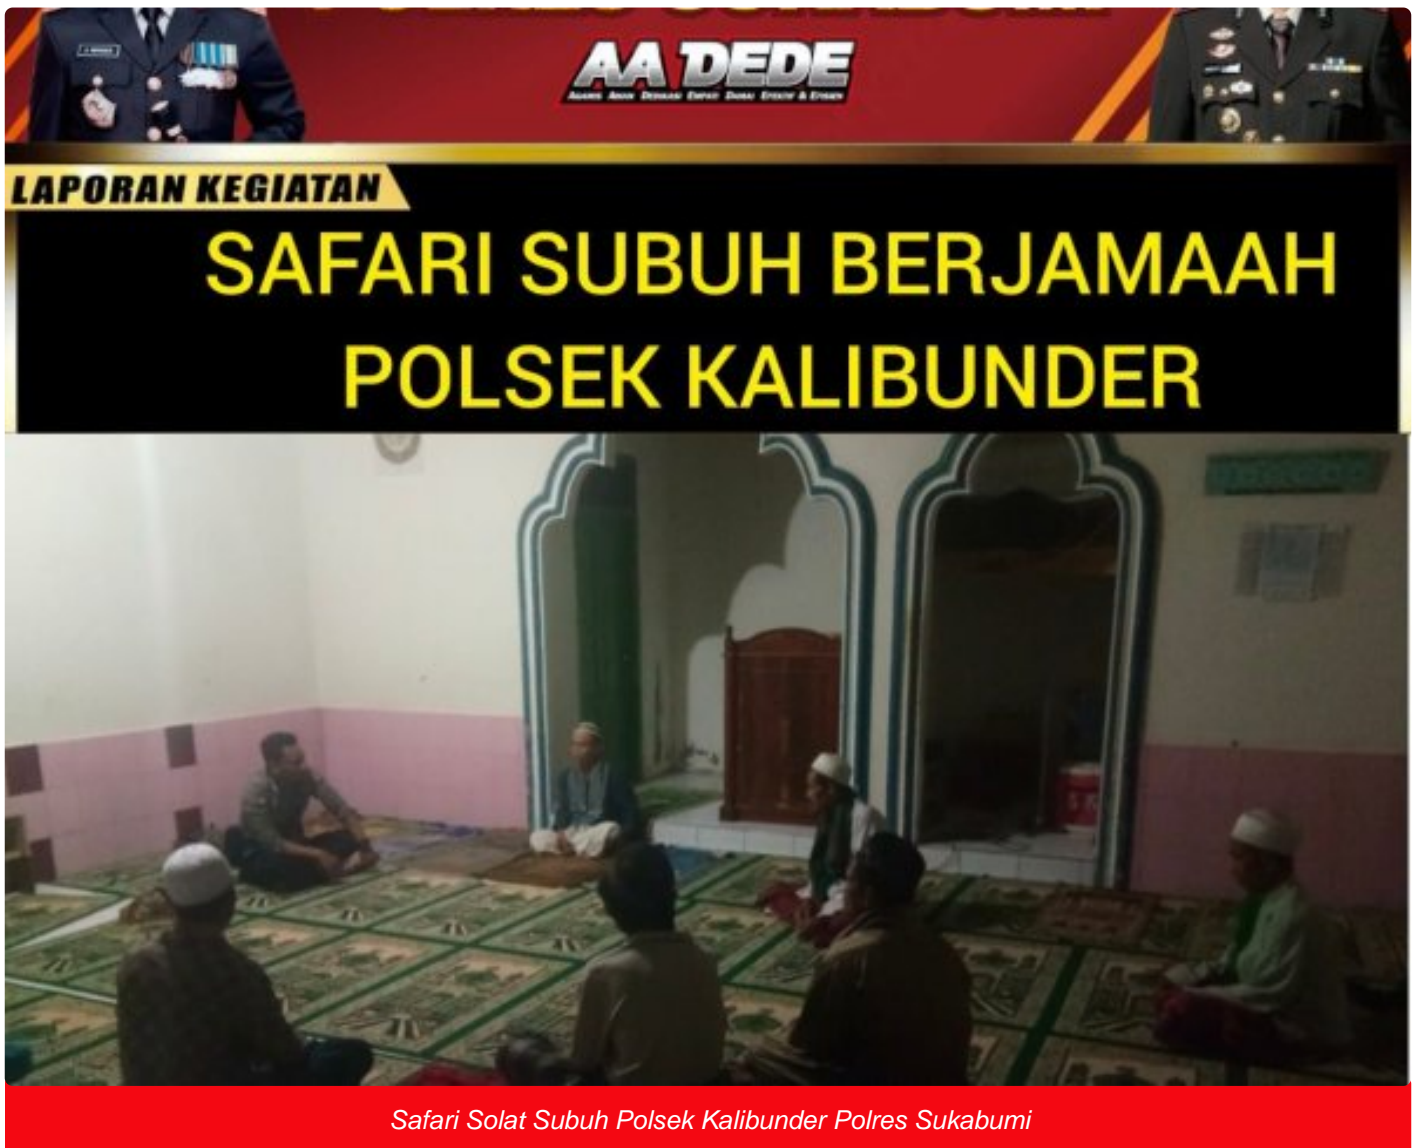 AA DEDE
LAPORAN KEGIATAN
SAFARI SUBUH BERJAMAAH
POLSEK KALIBUNDER
Safari Solat Subuh Polsek Kalibunder Polres Sukabumi